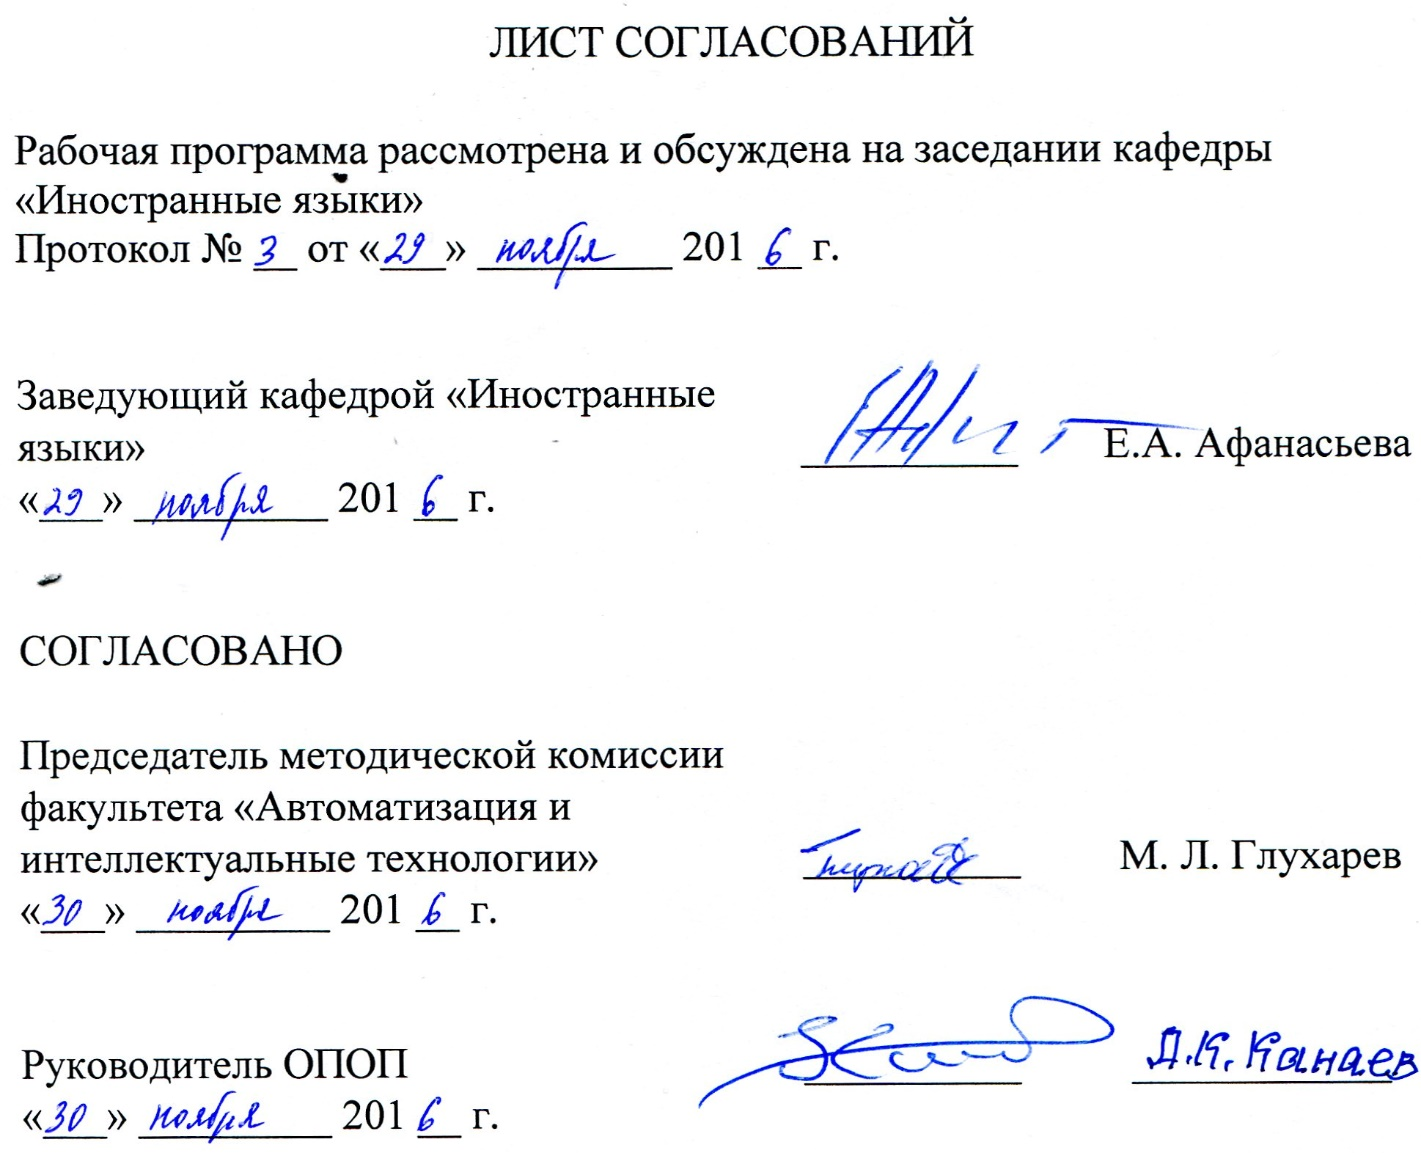 ЛИСТ СОГЛАСОВАНИЙ
Рабочая программа рассмотрена и обсуждена на заседании кафедры
«Иностранные языки»
Протокол № 3 от «29» ноября 2016 г.
Заведующий кафедрой «Иностранные
языки» Е.А. Афанасьева
«29» ноября 2016 г.
СОГЛАСОВАНО
Председатель методической комиссии
факультета «Автоматизация и
интеллектуальные технологии» М. Л. Глухарев
«30» ноября 2016 г.
Руководитель ОПОП Д.К. Канаев
«30» ноября 2016 г.